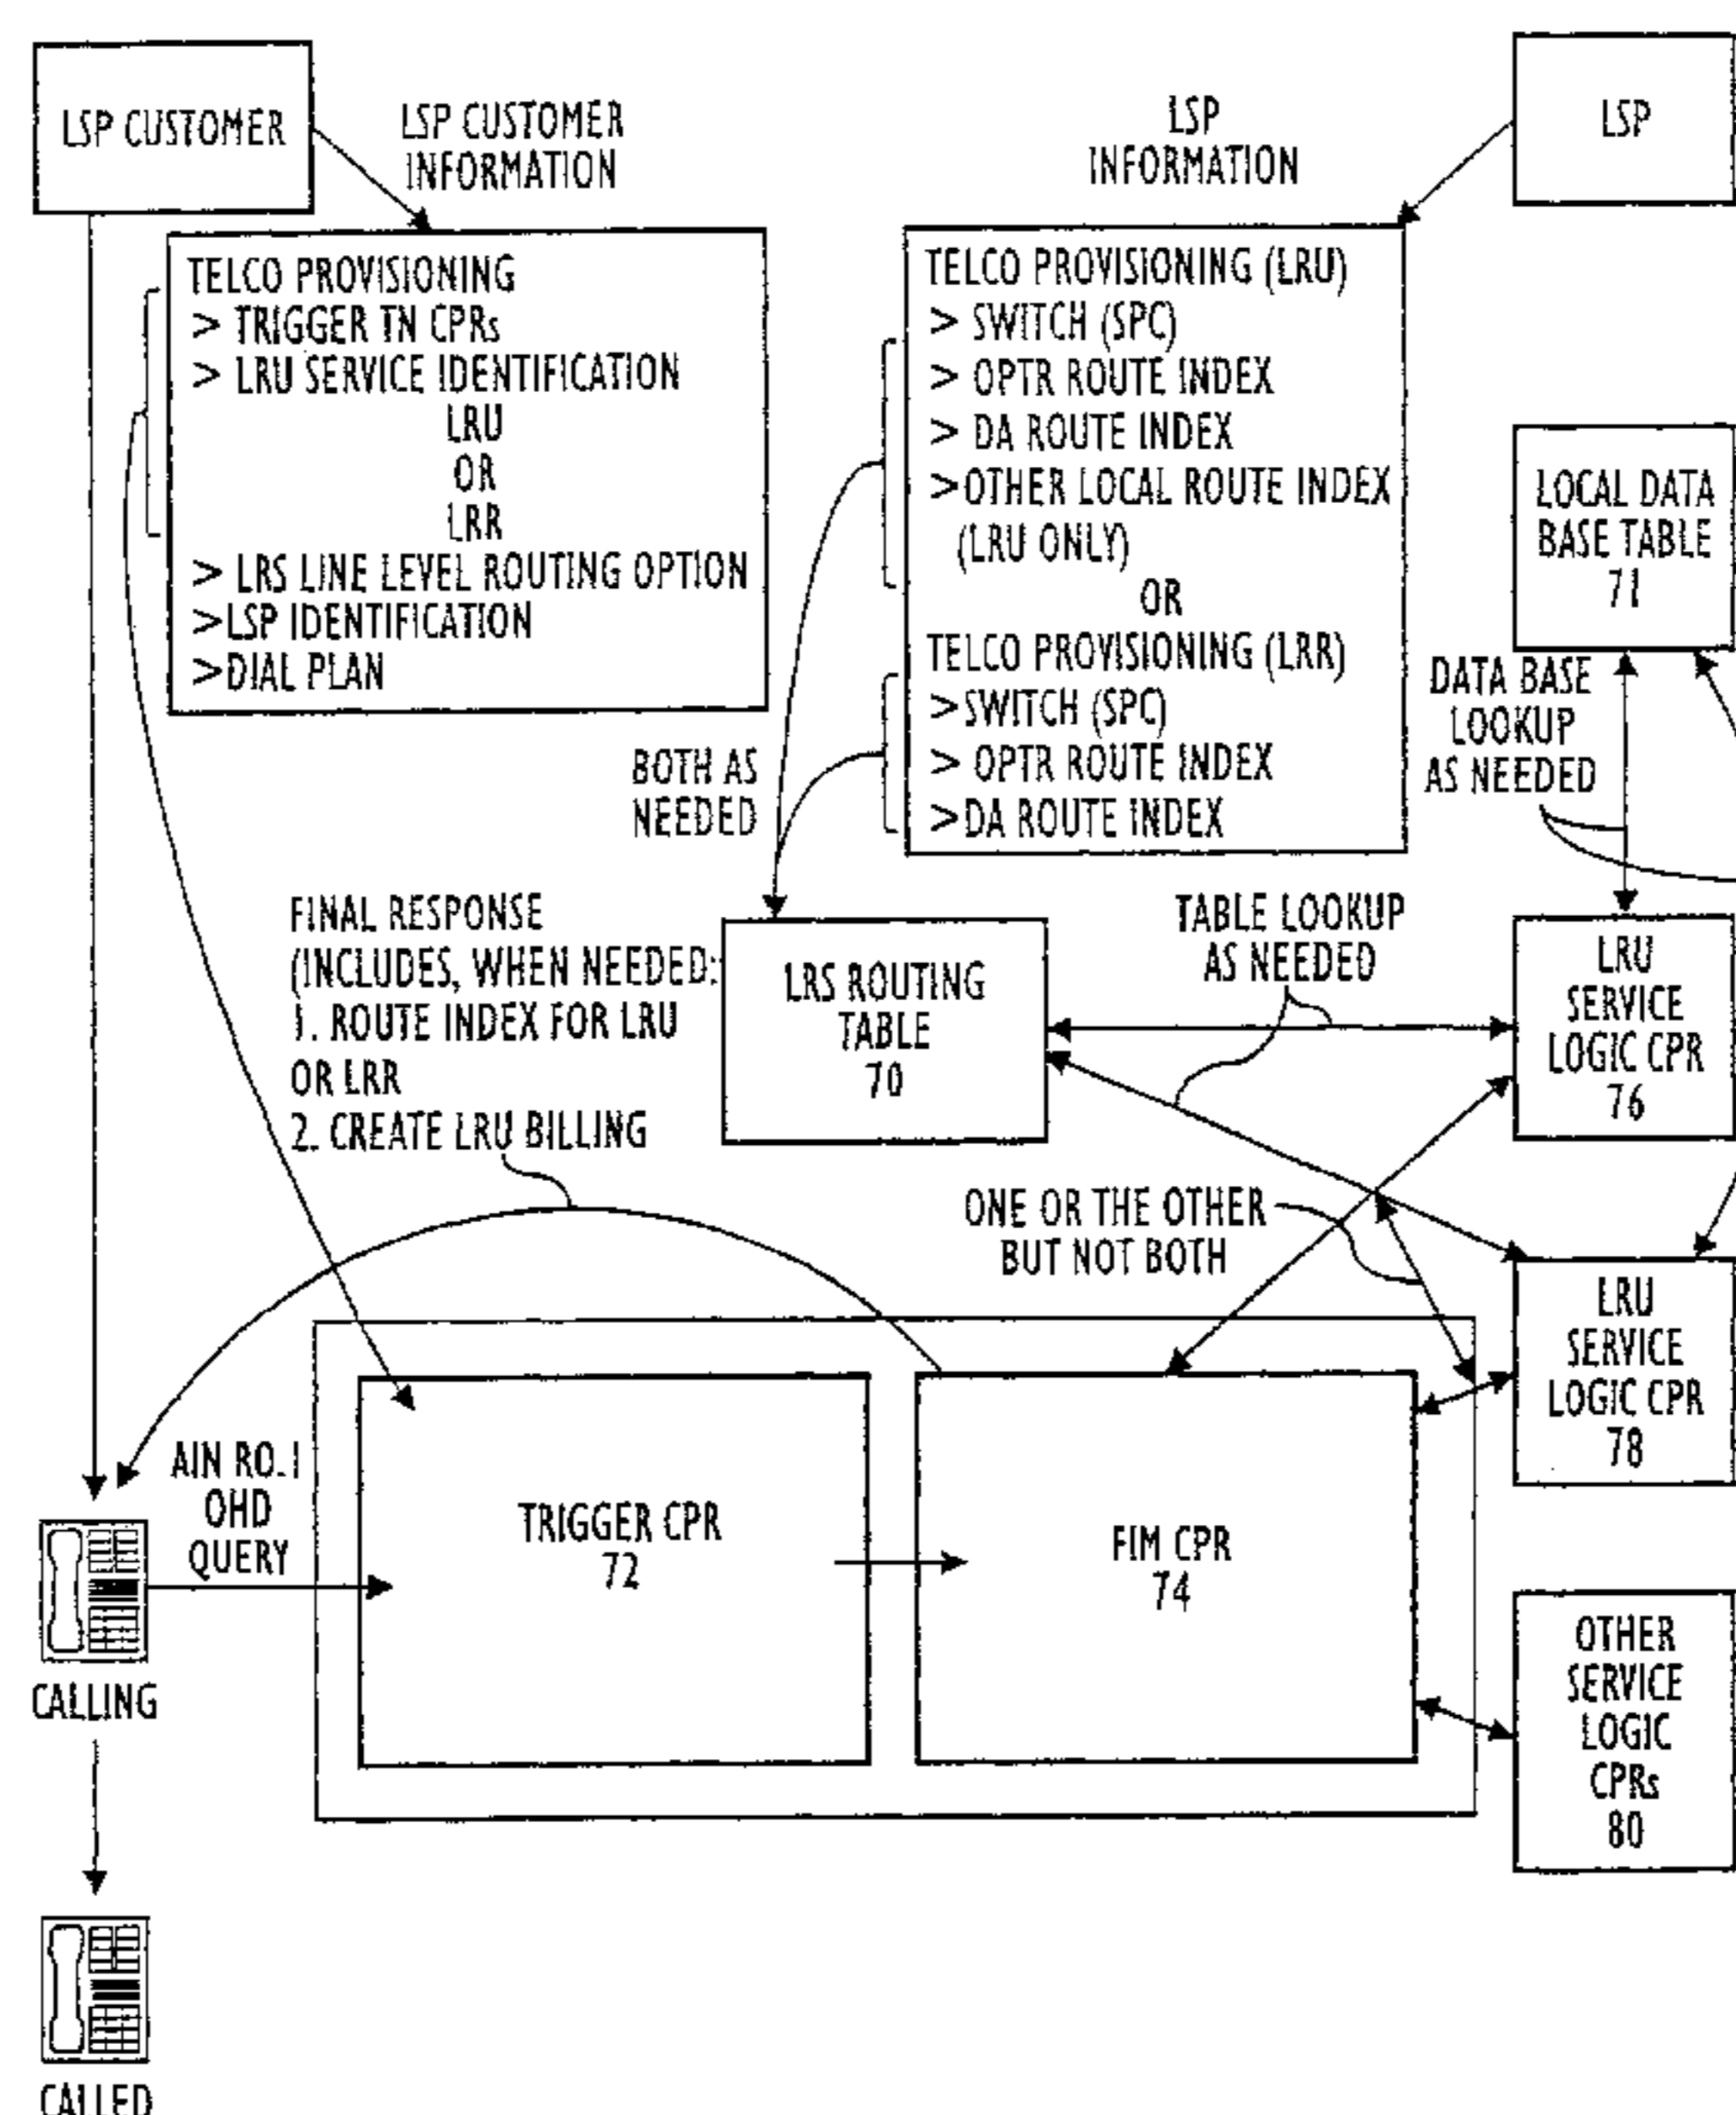 LSP CUSTOMER
LSP CUSTOMER
INFORMATION
LSP
INFORMATION
LSP
TELCO PROVISIONING
> TRIGGER TN CPRs
> LRU SERVICE IDENTIFICATION
LRU
OR
LRR
> LRS LINE LEVEL ROUTING OPTION
>LSP IDENTIFICATION
>DIAL PLAN
TELCO PROVISIONING (LRU)
> SWITCH (SPC)
> OPTR ROUTE INDEX
> DA ROUTE INDEX
>OTHER LOCAL ROUTE INDEX
(LRU ONLY)
OR
TELCO PROVISIONING (LRR)
>SWITCH (SPC)
> OPTR ROUTE INDEX
>DA ROUTE INDEX
LOCAL DATA
BASE TABLE
71
DATA BASE
LOOKUP
AS NEEDED
BOTH AS
NEEDED
FINAL RESPONSE
(INCLUDES, WHEN NEEDED:
1. ROUTE INDEX FOR LRU
OR LRR
2. CREATE LRU BILLING
LRS ROUTING
TABLE
70
TABLE LOOKUP
AS NEEDED
LRU
SERVICE
LOGIC CPR
76
ONE OR THE OTHER
BUT NOT BOTH
LRU
SERVICE
LOGIC CPR
78
AIN RO.1
OHD
QUERY
TRIGGER CPR
72
FIM CPR
74
OTHER
SERVICE
LOGIC
CPRs
80
CALLING
CALLED